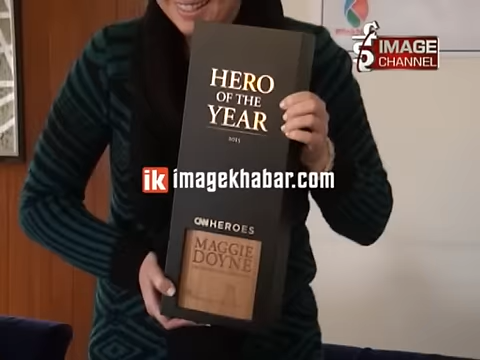 IMAGE
CHANNEL
HERO
OF THE
YEAR
2015
ik imagekhabar.com
CNN HEROES
MAGGIE
DOYNE